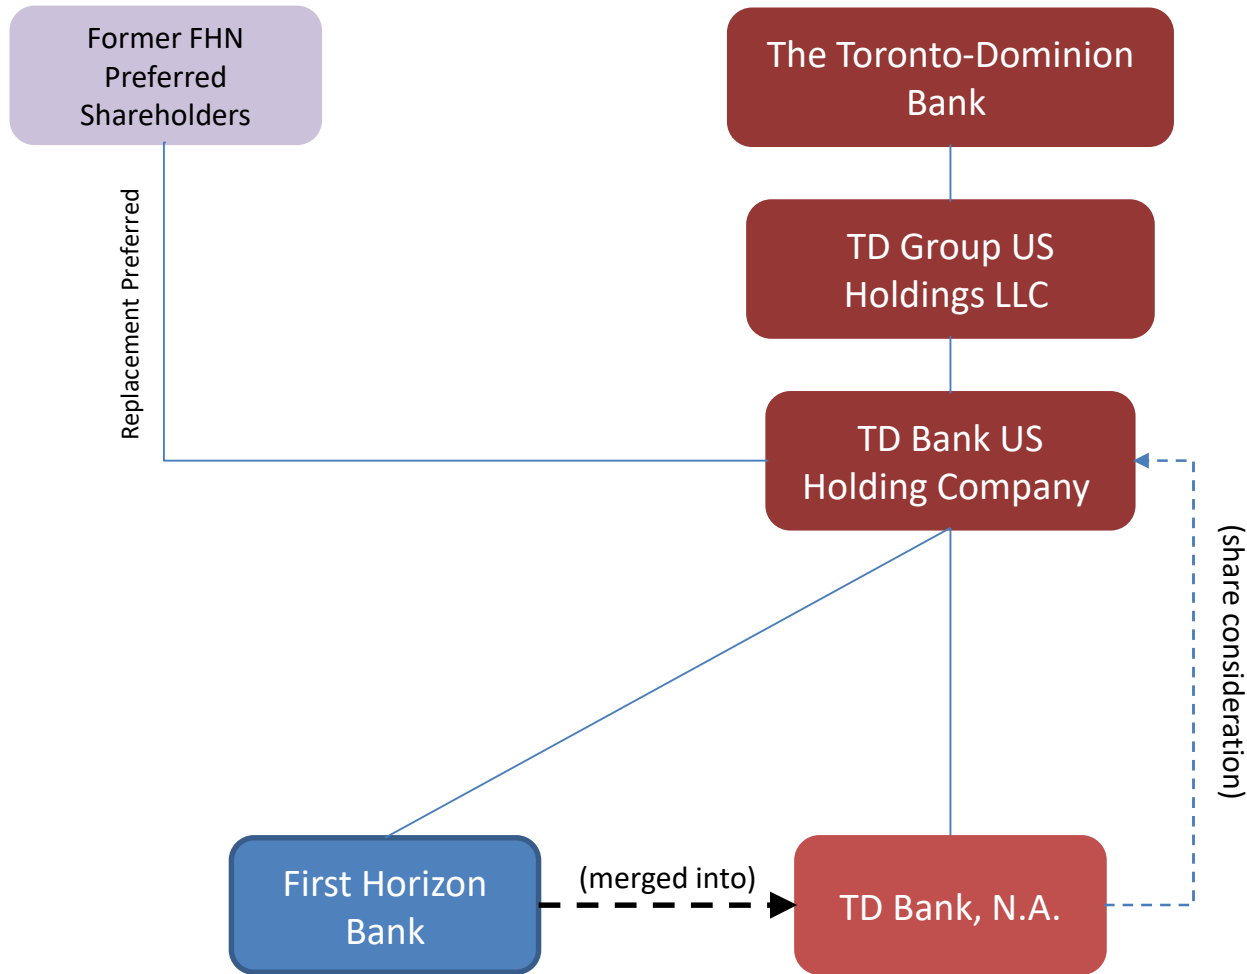 Former FHN
Preferred
Shareholders
The Toronto-Dominion
Bank
Replacement Preferred
TD Group US
Holdings LLC
TD Bank US
Holding Company
(share consideration)
First Horizon
Bank
(merged into)
TD Bank, N.A.